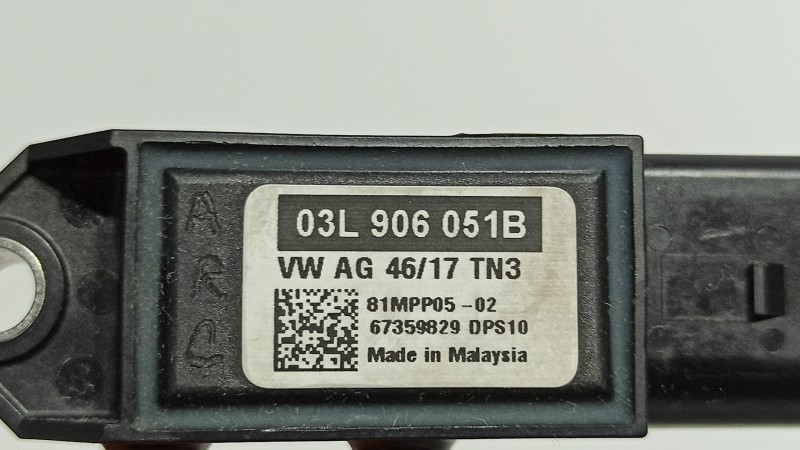 03L 906 051B
VW AG 46/17 TN3
81MPP05-02
67359829 DPS10
Made in Malaysia
A
R
C